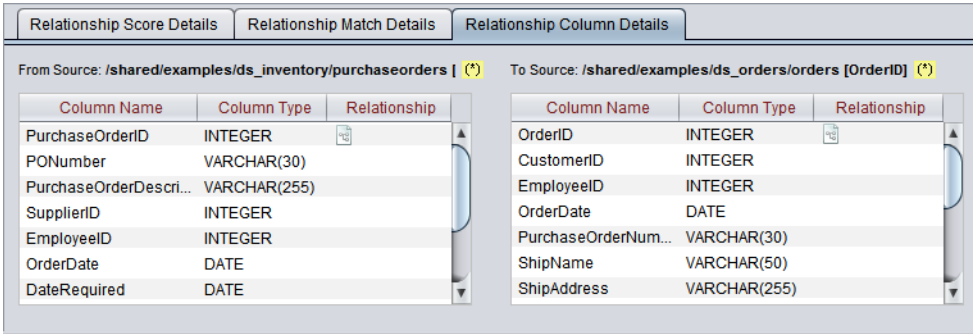 Relationship Score Details Relationship Match Details Relationship Column Details
From Source: /shared/examples/ds_inventory/purchaseorders [ (*) To Source: /shared/examples/ds_orders/orders [OrderID] (*)
Column Name Column Type Relationship Column Name Column Type Relationship
PurchaseOrderID INTEGER OrderID INTEGER
PONumber VARCHAR(30) CustomerID INTEGER
PurchaseOrderDescri... VARCHAR(255) EmployeeID INTEGER
SupplierID INTEGER OrderDate DATE
EmployeeID INTEGER PurchaseOrderNum... VARCHAR(30)
OrderDate DATE ShipName VARCHAR(50)
DateRequired DATE ShipAddress VARCHAR(255)